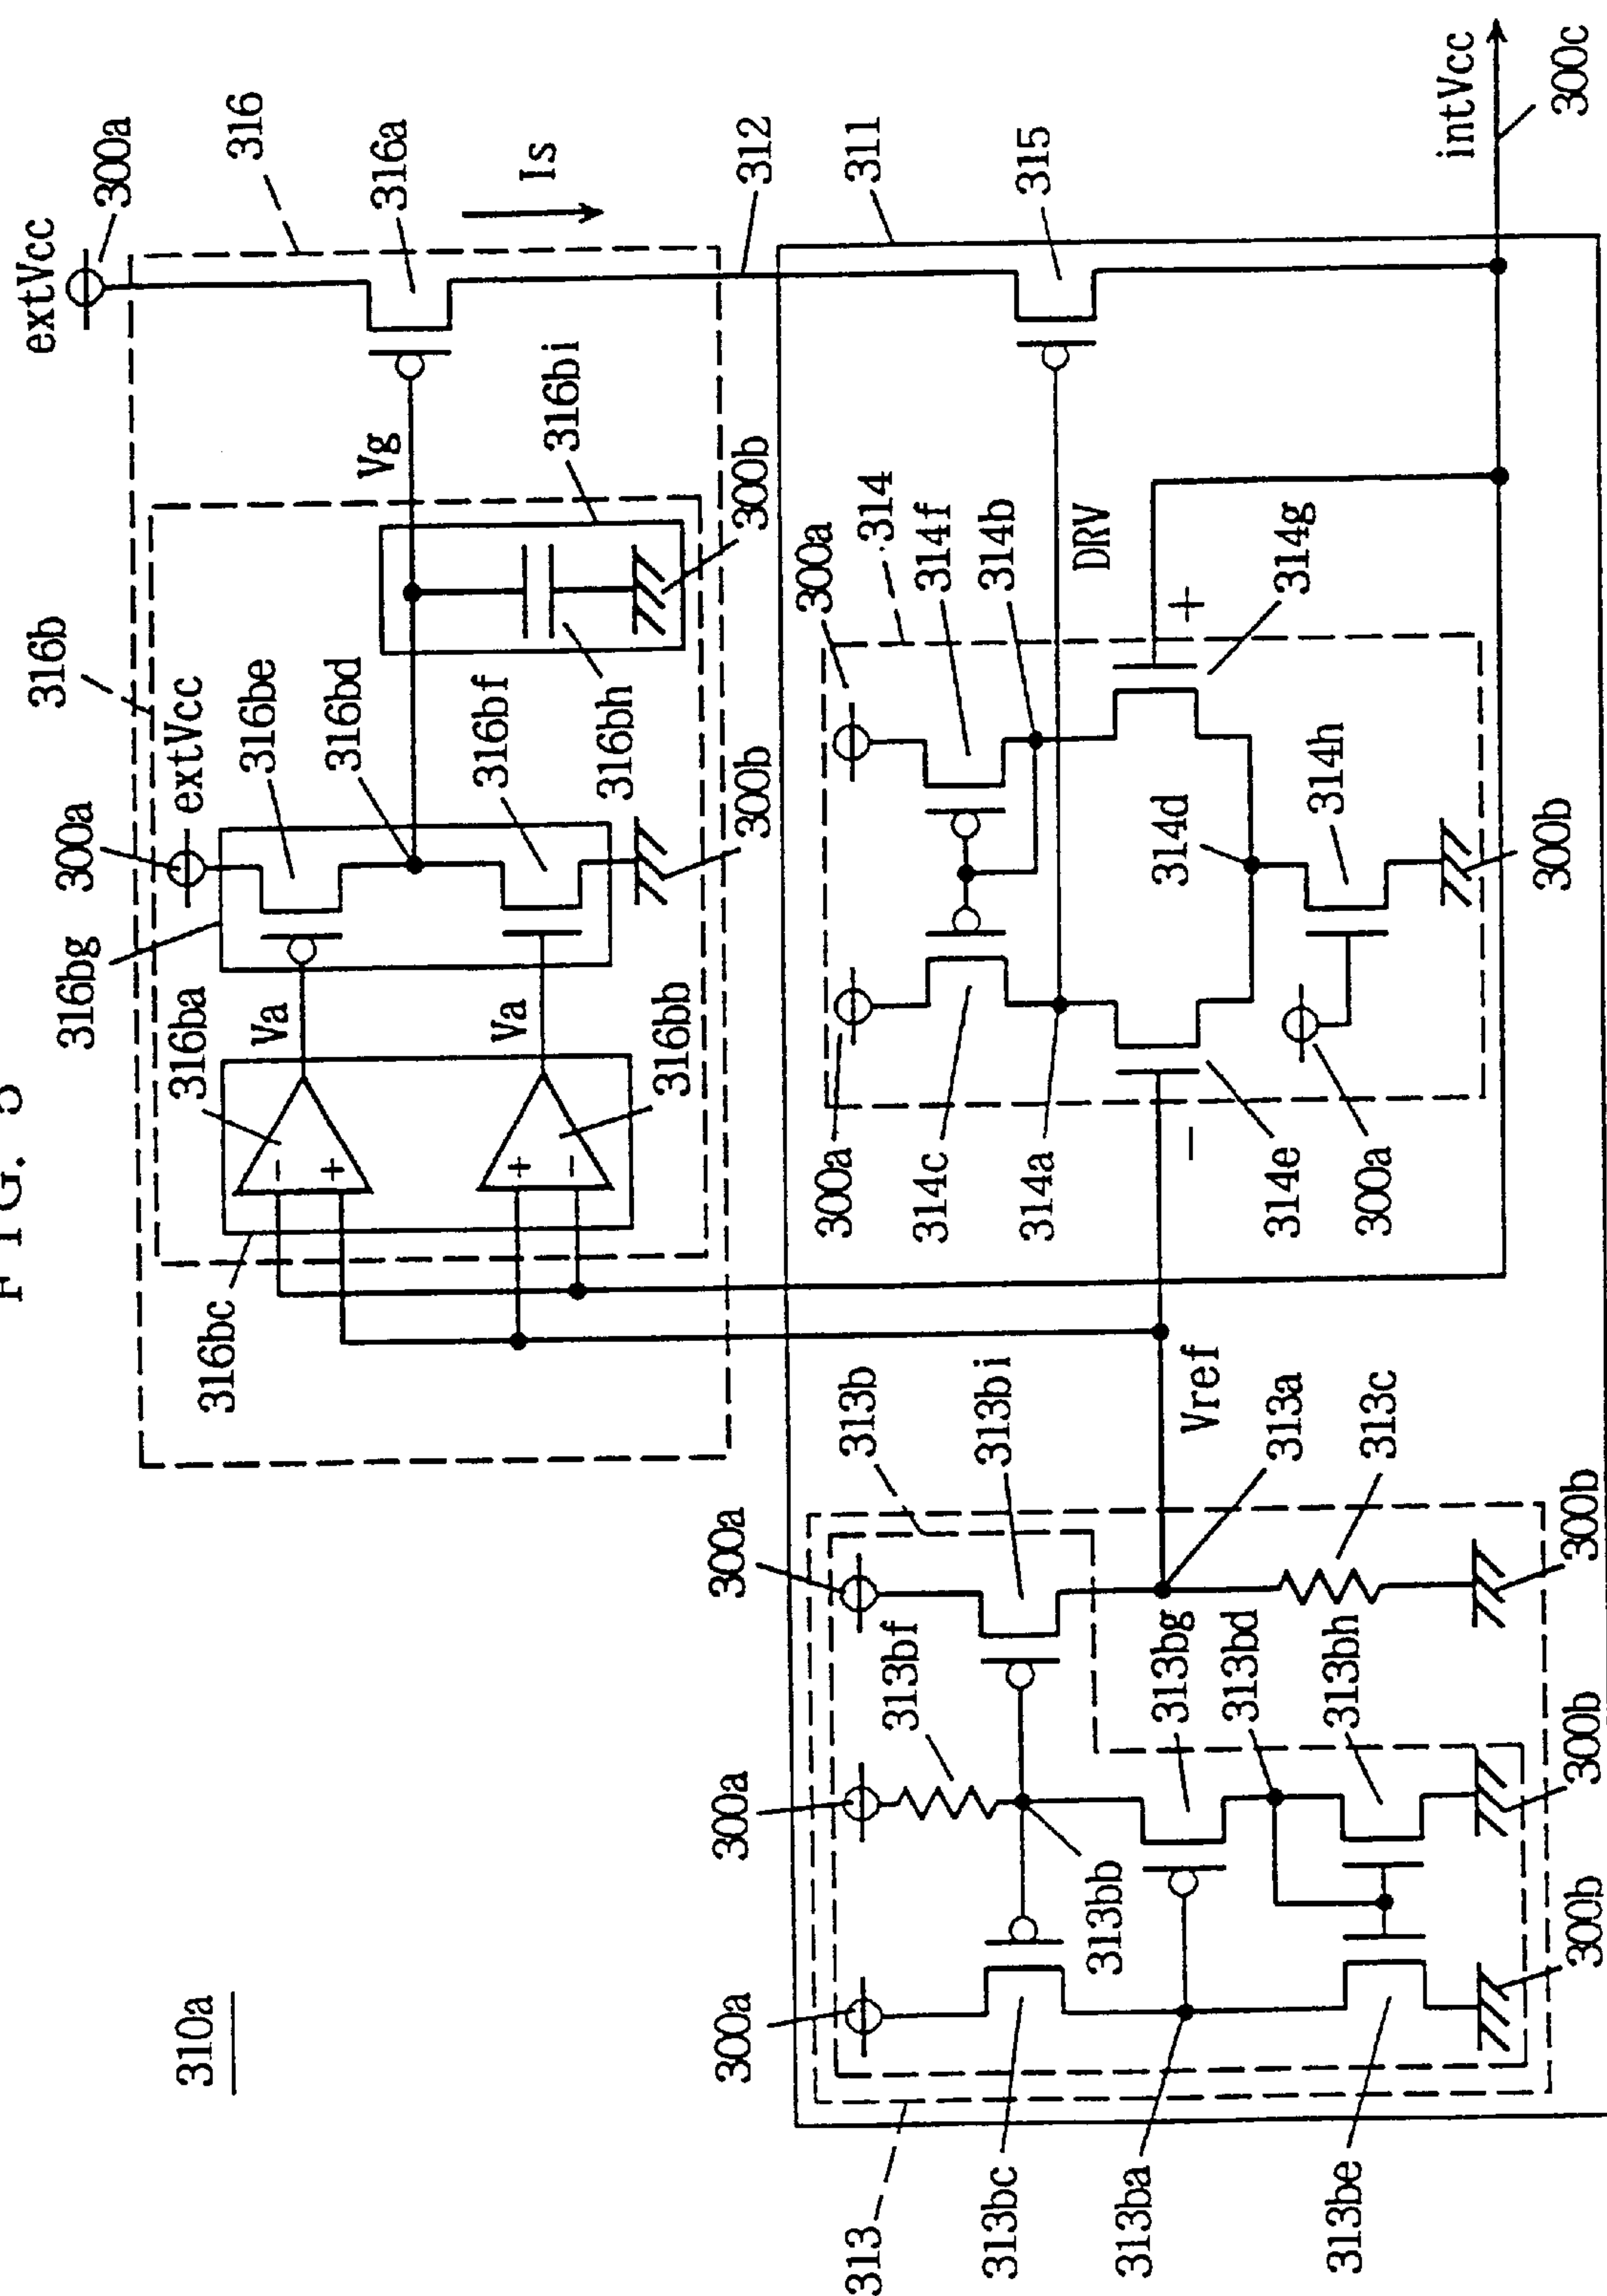 FIG. 3
310a
extVcc
300a
316
316a
Is
312
311
315
intVcc
300c
316b
300a
extVcc
316be
316bd
316bf
Vg
316bi
316bh
300b
300b
316bg
316ba
Va
Va
316bb
316bc
-
+
+
-
314
300a
314f
314b
DRV
+
314g
314d
314h
300b
300a
314c
314a
-
314e
300a
313b
313bi
Vref
313a
313c
300a
300b
313bf
313bg
313bd
313bh
300a
300b
313bb
300a
300b
313
313bc
313ba
313be